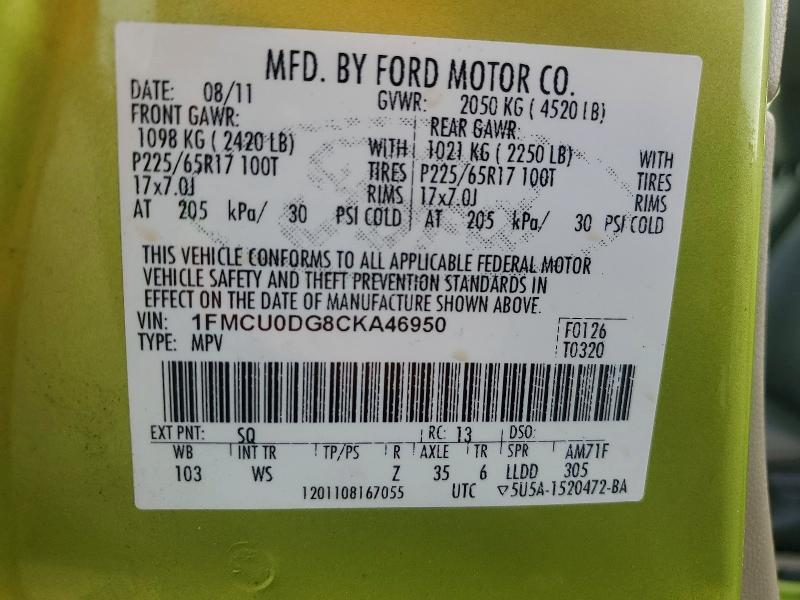 MFD. BY FORD MOTOR CO.
DATE: 08/11 GVWR: 2050 KG ( 4520 LB)
FRONT GAWR: REAR GAWR:
1098 KG ( 2420 LB) WITH 1021 KG ( 2250 LB) WITH
P225/65R17 100T TIRES P225/65R17 100T TIRES
17x7.0J RIMS 17x7.0J RIMS
AT 205 kPa/ 30 PSI COLD AT 205 kPa/ 30 PSI COLD
THIS VEHICLE CONFORMS TO ALL APPLICABLE FEDERAL MOTOR
VEHICLE SAFETY AND THEFT PREVENTION STANDARDS IN
EFFECT ON THE DATE OF MANUFACTURE SHOWN ABOVE.
VIN: 1FMCU0DG8CKA46950 F0126
TYPE: MPV T0320
EXT PNT: SQ RC: 13 DSO:
WB INT TR TP/PS R AXLE TR SPR AM71F
103 WS Z 35 6 LLDD 305
1201108167055 UTC ▽5U5A-1520472-BA